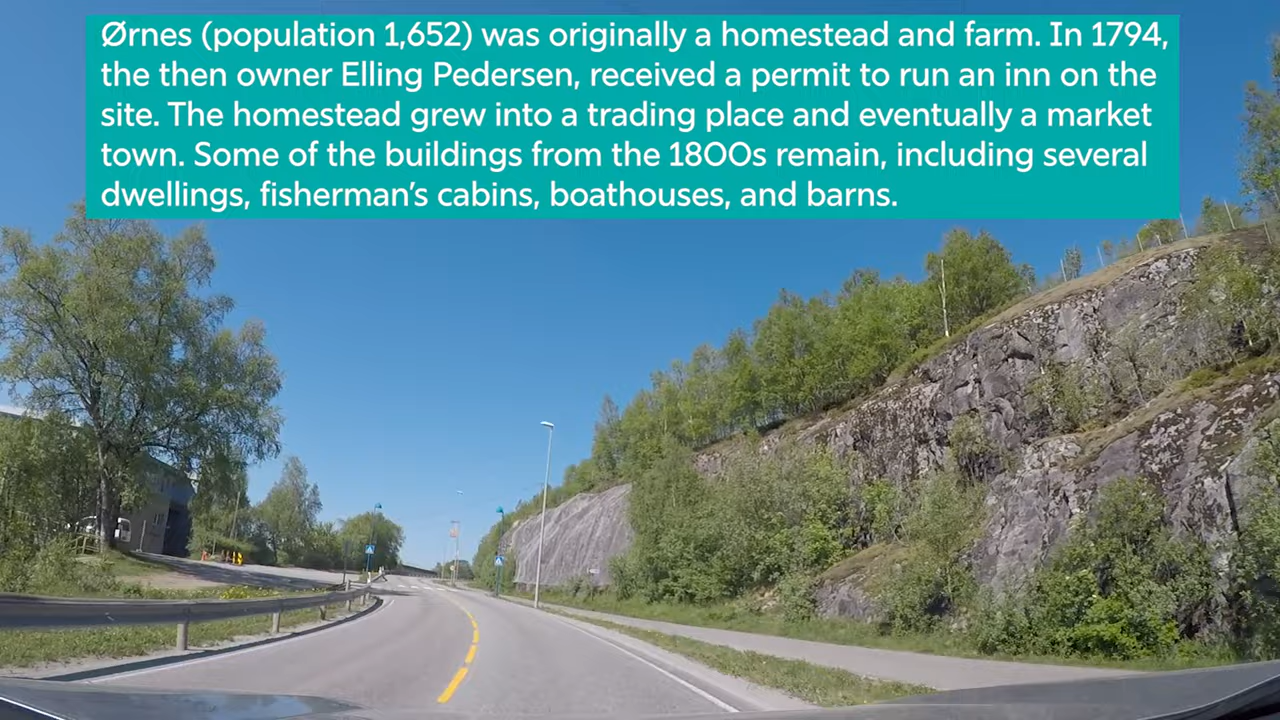 Ørnes (population 1,652) was originally a homestead and farm. In 1794,
the then owner Elling Pedersen, received a permit to run an inn on the
site. The homestead grew into a trading place and eventually a market
town. Some of the buildings from the 1800s remain, including several
dwellings, fisherman's cabins, boathouses, and barns.